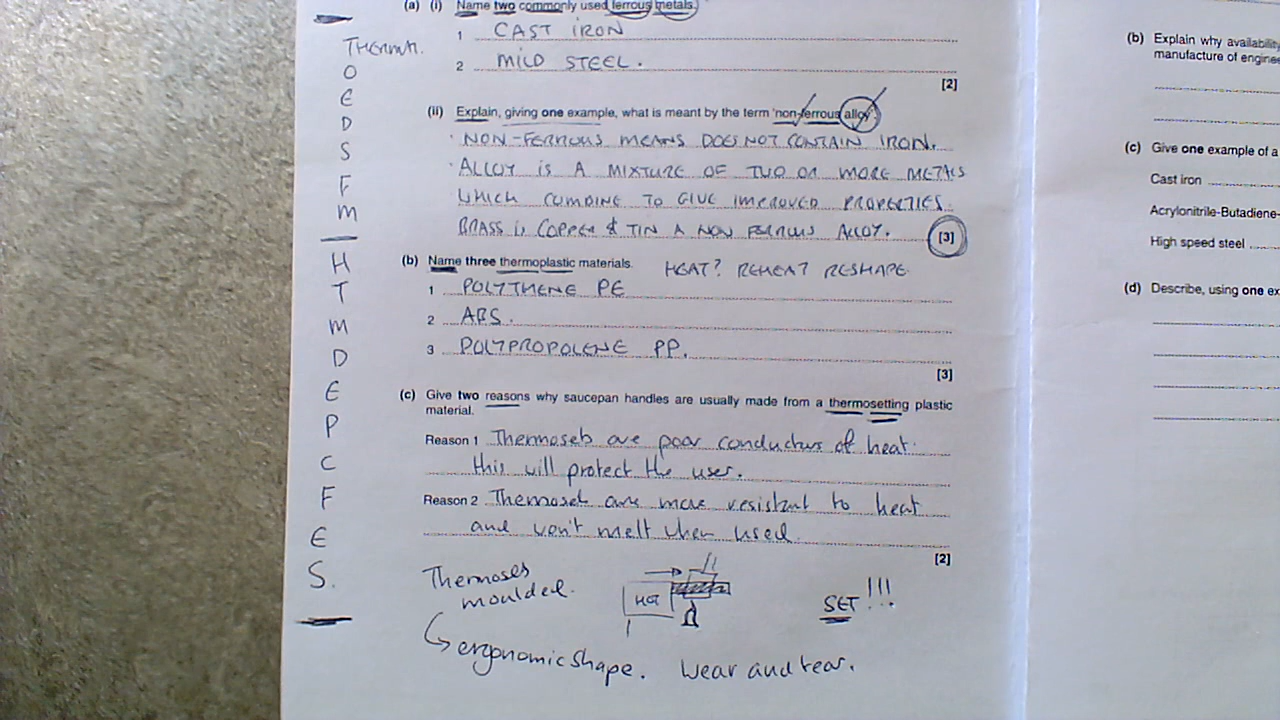 (a) (i) Name two commonly used ferrous metals.
1 CAST IRON
2 MILD STEEL.
[2]
(ii) Explain, giving one example, what is meant by the term 'non-ferrous alloy'.
· NON-FERROUS MEANS DOES NOT CONTAIN IRON.
· ALLOY IS A MIXTURE OF TWO OR MORE METALS
WHICH COMBINE TO GIVE IMPROVED PROPERTIES.
BRASS IS COPPER & TIN A NON FERROUS ALLOY.
[3]
(b) Name three thermoplastic materials. HEAT? REHEAT RESHAPE
1 POLYTHENE PE
2 ABS.
3 POLYPROPOLENE PP.
[3]
(c) Give two reasons why saucepan handles are usually made from a thermosetting plastic
material.
Reason 1 Thermosets are poor conductors of heat.
this will protect the user.
Reason 2 Thermosets are more resistant to heat
and won't melt when used.
[2]
Thermoses
moulded.
HOT
SET!!!
ergonomic shape. Wear and tear.
O
E
D
S
F
M
H
T
M
D
E
P
C
F
E
S.
(b) Explain why availability
manufacture of engine
(c) Give one example of a
Cast iron
Acrylonitrile-Butadiene-
High speed steel
(d) Describe, using one ex